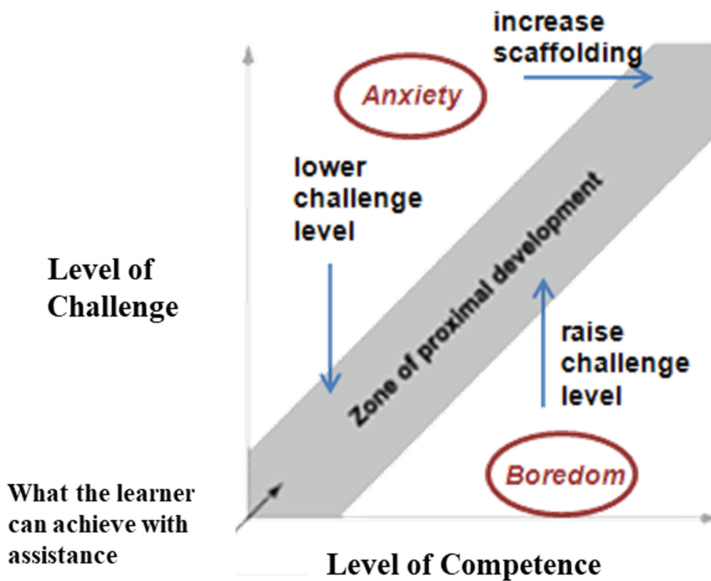 increase
scaffolding
Anxiety
lower
challenge
level
Level of
Challenge
Zone of proximal development
raise
challenge
level
Boredom
What the learner
can achieve with
assistance
Level of Competence